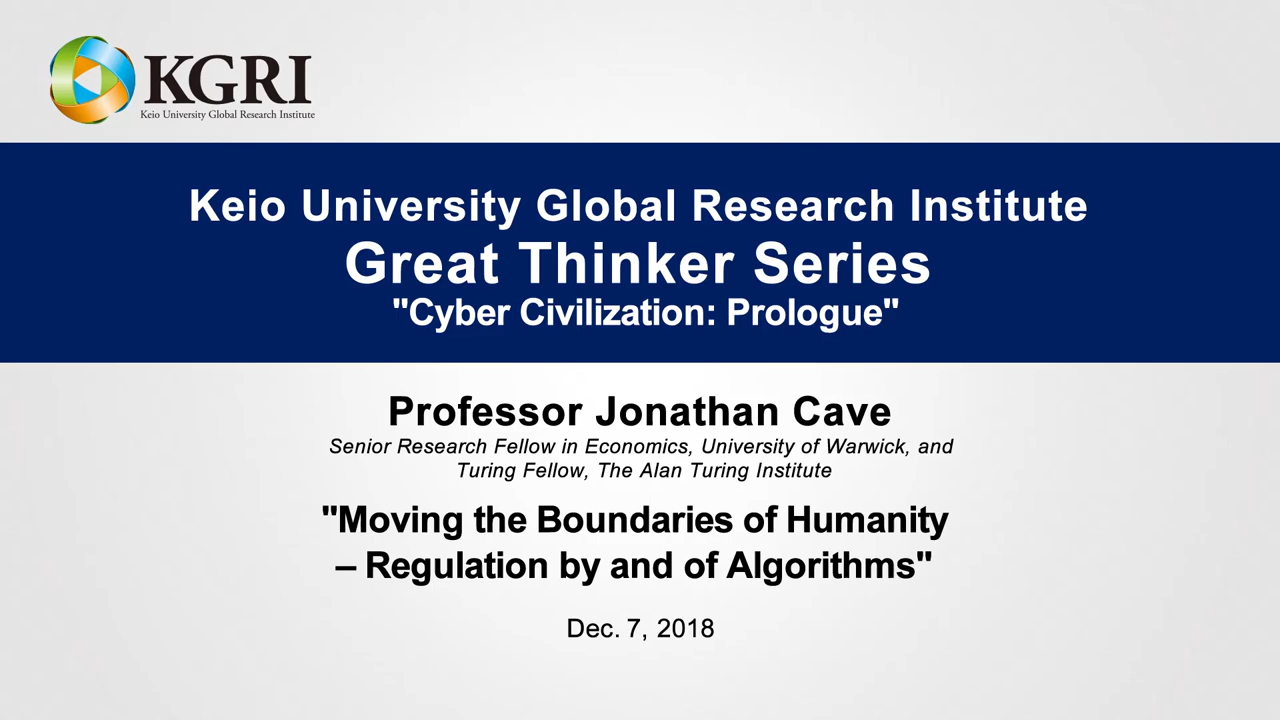 KGRI
Keio University Global Research Institute
Keio University Global Research Institute
Great Thinker Series
"Cyber Civilization: Prologue"
Professor Jonathan Cave
Senior Research Fellow in Economics, University of Warwick, and
Turing Fellow, The Alan Turing Institute
"Moving the Boundaries of Humanity
– Regulation by and of Algorithms"
Dec. 7, 2018